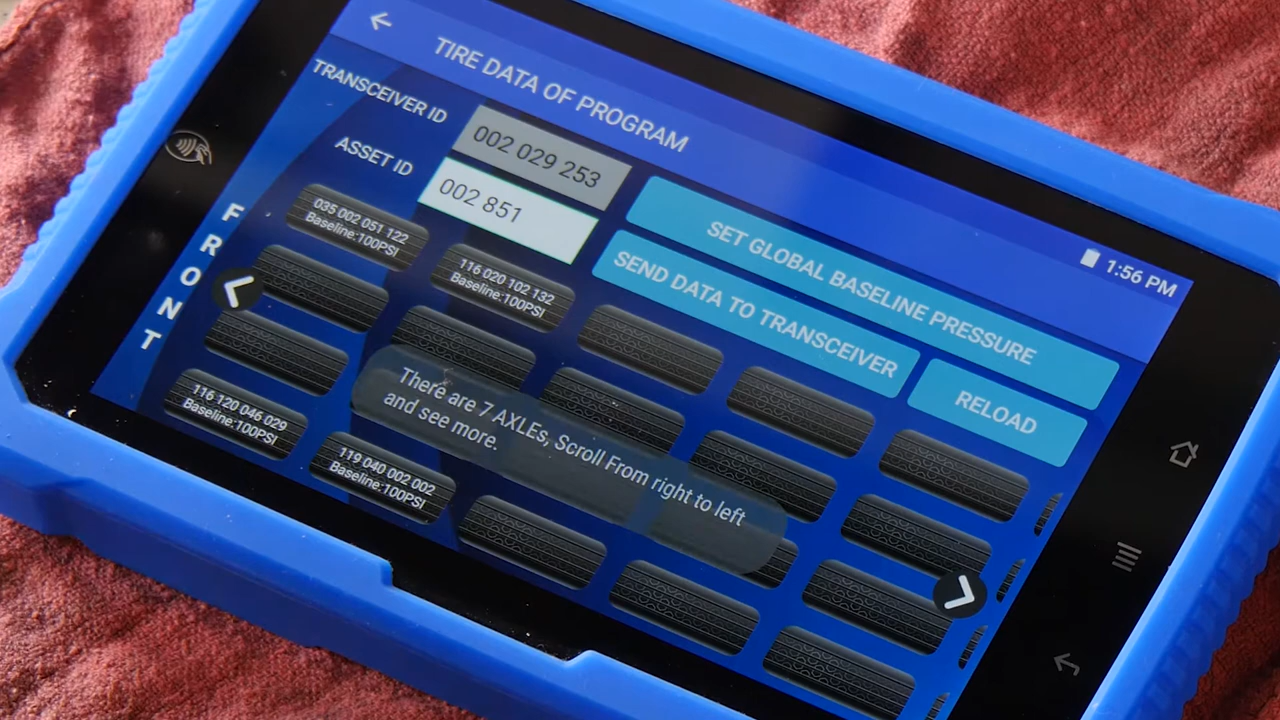 TIRE DATA OF PROGRAM
1:56 PM
TRANSCEIVER ID
002 029 253
ASSET ID
002 851
SET GLOBAL BASELINE PRESSURE
SEND DATA TO TRANSCEIVER
RELOAD
FRONT
035 002 051 122
Baseline:100PSI
116 020 102 132
Baseline:100PSI
116 120 046 029
Baseline:100PSI
119 040 002 002
Baseline:100PSI
There are 7 AXLEs, Scroll From right to left
and see more.